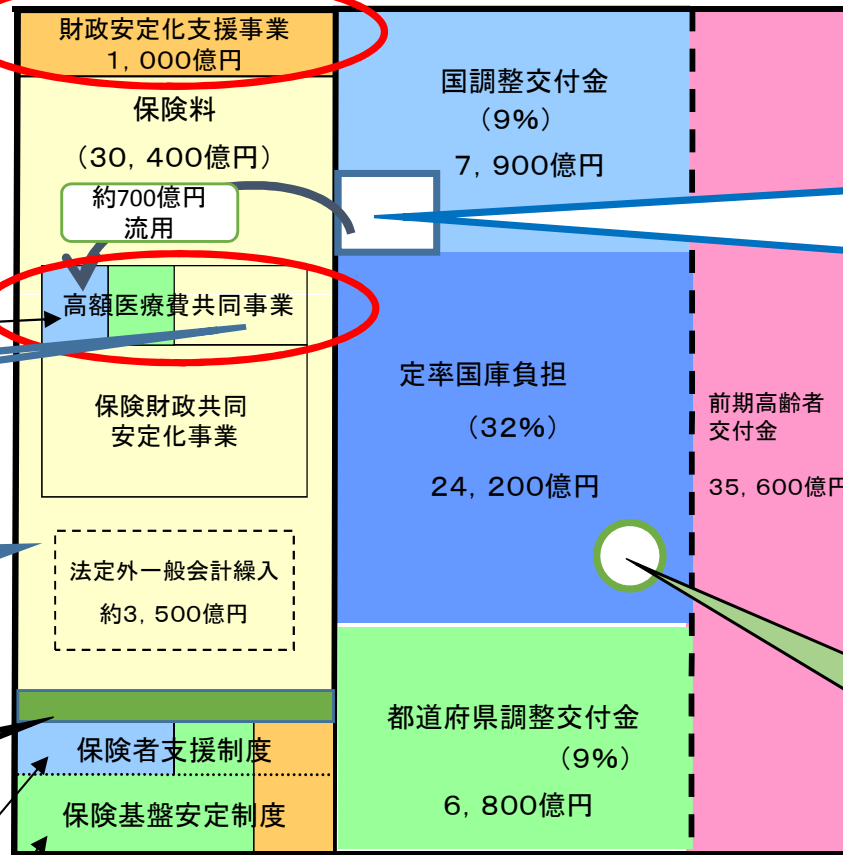 財政安定化支援事業
1,000億円
保険料
(30,400億円)
約700億円
流用
高額医療費共同事業
保険財政共同
安定化事業
法定外一般会計繰入
約3,500億円
保険者支援制度
保険基盤安定制度
国調整交付金
(9%)
7,900億円
定率国庫負担
(32%)
24,200億円
都道府県調整交付金
(9%)
6,800億円
前期高齢者
交付金
35,600億円